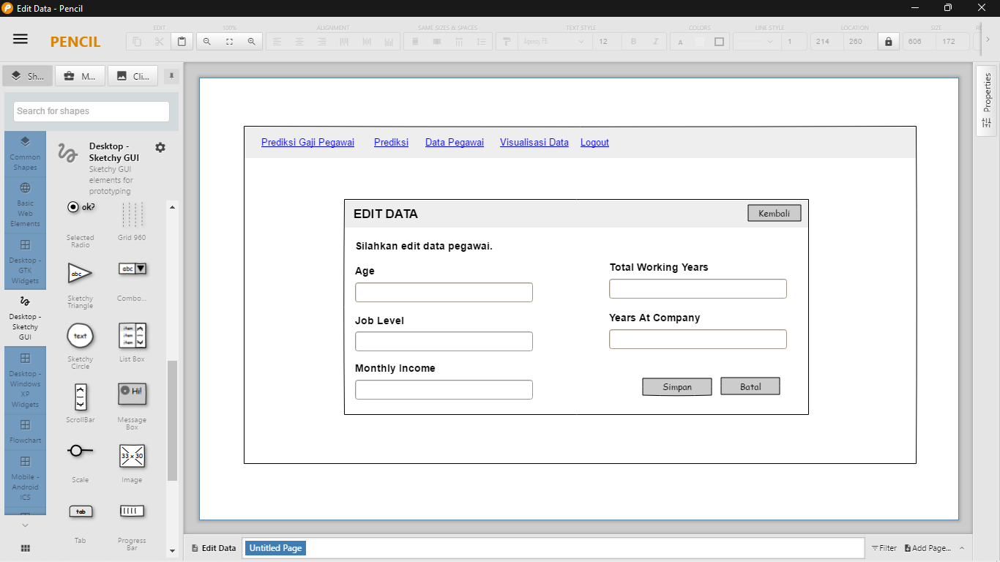 Edit Data - Pencil
EDIT
100%
ALIGNMENT
SAME SIZES & SPACES
TEXT STYLE
COLORS
LINE STYLE
LOCATION
SIZE
PENCIL
Agency FB
12
B
I
A
1
214
260
606
172
Sh...
M...
Cli...
Search for shapes
Common Shapes
Basic Web Elements
Desktop - GTK Widgets
Desktop - Sketchy GUI
Desktop - Windows XP Widgets
Flowchart
Mobile - Android ICS
Desktop - Sketchy GUI
Sketchy GUI elements for prototyping
ok?
Selected Radio
Grid 960
abc
abc
Sketchy Triangle
Combo...
text
item
item
item
Sketchy Circle
List Box
Hi!
ScrollBar
Message Box
33 x 30
Scale
Image
tab
Tab
Progress Bar
Prediksi Gaji Pegawai
Prediksi
Data Pegawai
Visualisasi Data
Logout
EDIT DATA
Kembali
Silahkan edit data pegawai.
Age
Total Working Years
Job Level
Years At Company
Monthly Income
Simpan
Batal
Properties
Edit Data
Untitled Page
Filter
Add Page...